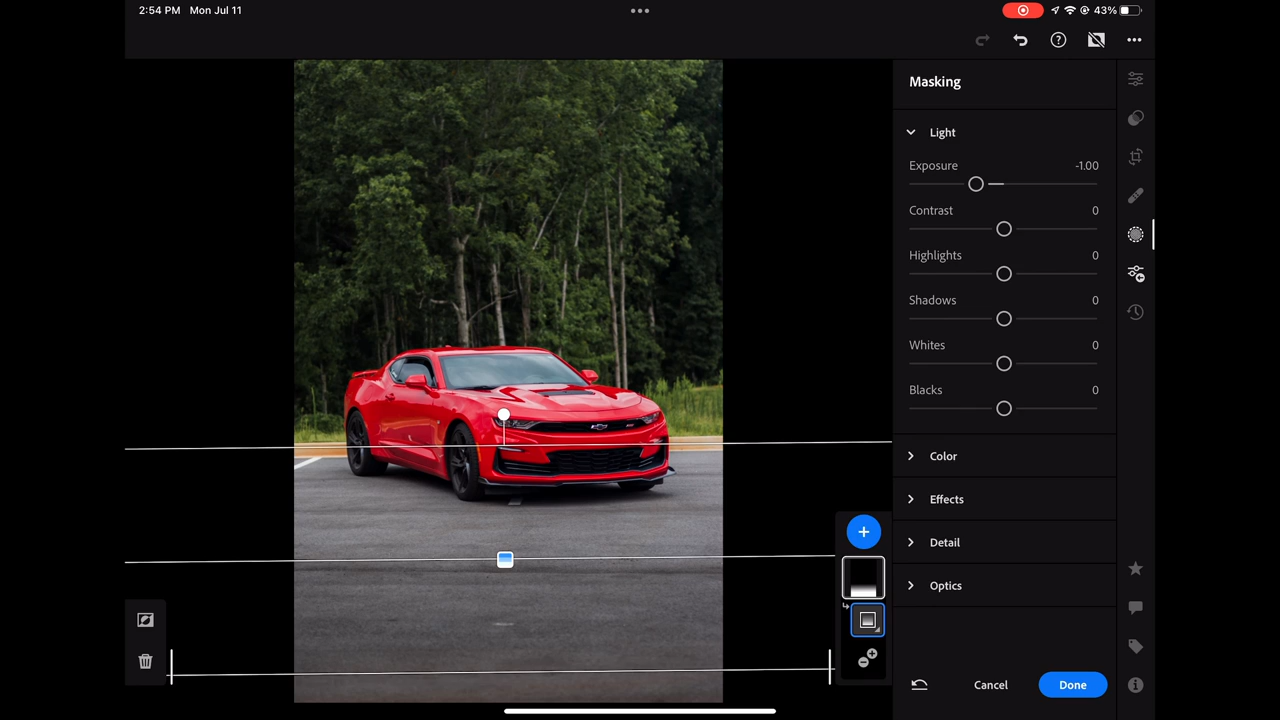 2:54 PM Mon Jul 11
43%
Masking
Light
Exposure -1.00
Contrast 0
Highlights 0
Shadows 0
Whites 0
Blacks 0
Color
Effects
Detail
Optics
Cancel
Done